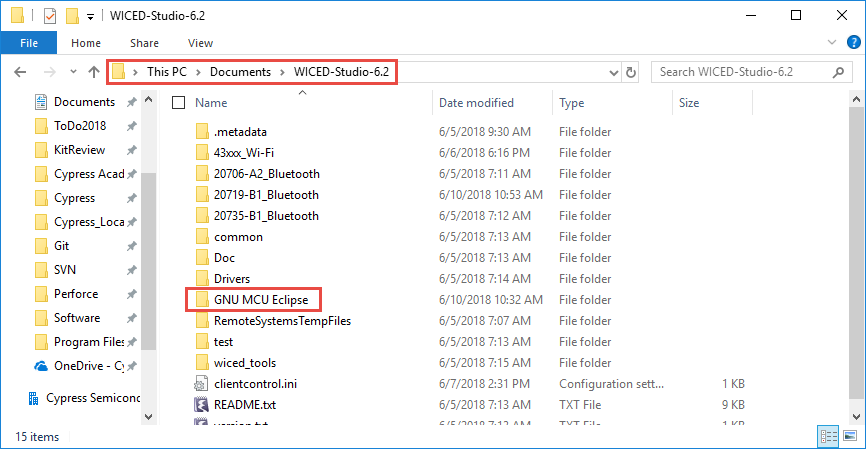 WICED-Studio-6.2
File Home Share View
This PC Documents WICED-Studio-6.2 Search WICED-Studio-6.2
Name Date modified Type Size
Documents
ToDo2018
KitReview
Cypress Acad
Cypress
Cypress_Loca
Git
SVN
Perforce
Software
Program Files
OneDrive - Cy
Cypress Semicond
.metadata 6/5/2018 9:30 AM File folder
43xxx_Wi-Fi 6/6/2018 6:16 PM File folder
20706-A2_Bluetooth 6/5/2018 7:11 AM File folder
20719-B1_Bluetooth 6/10/2018 10:53 AM File folder
20735-B1_Bluetooth 6/5/2018 7:12 AM File folder
common 6/5/2018 7:13 AM File folder
Doc 6/5/2018 7:13 AM File folder
Drivers 6/5/2018 7:14 AM File folder
GNU MCU Eclipse 6/10/2018 10:32 AM File folder
RemoteSystemsTempFiles 6/5/2018 7:07 AM File folder
test 6/5/2018 7:13 AM File folder
wiced_tools 6/5/2018 7:15 AM File folder
clientcontrol.ini 6/7/2018 2:31 PM Configuration sett... 1 KB
README.txt 6/5/2018 7:13 AM TXT File 9 KB
version.txt 6/5/2018 7:13 AM TXT File 1 KB
15 items